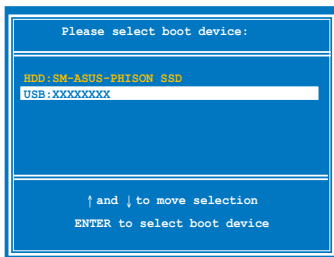 Please select boot device:
HDD:SM-ASUS-PHISON SSD
USB:XXXXXXXX
↑and ↓to move selection
ENTER to select boot device